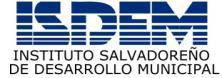 ISDEM
INSTITUTO SALVADOREÑO
DE DESARROLLO MUNICIPAL